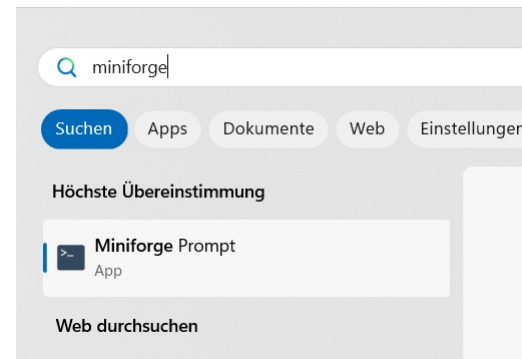 miniforge
Suchen Apps Dokumente Web Einstellungen
Höchste Übereinstimmung
Miniforge Prompt
App
Web durchsuchen